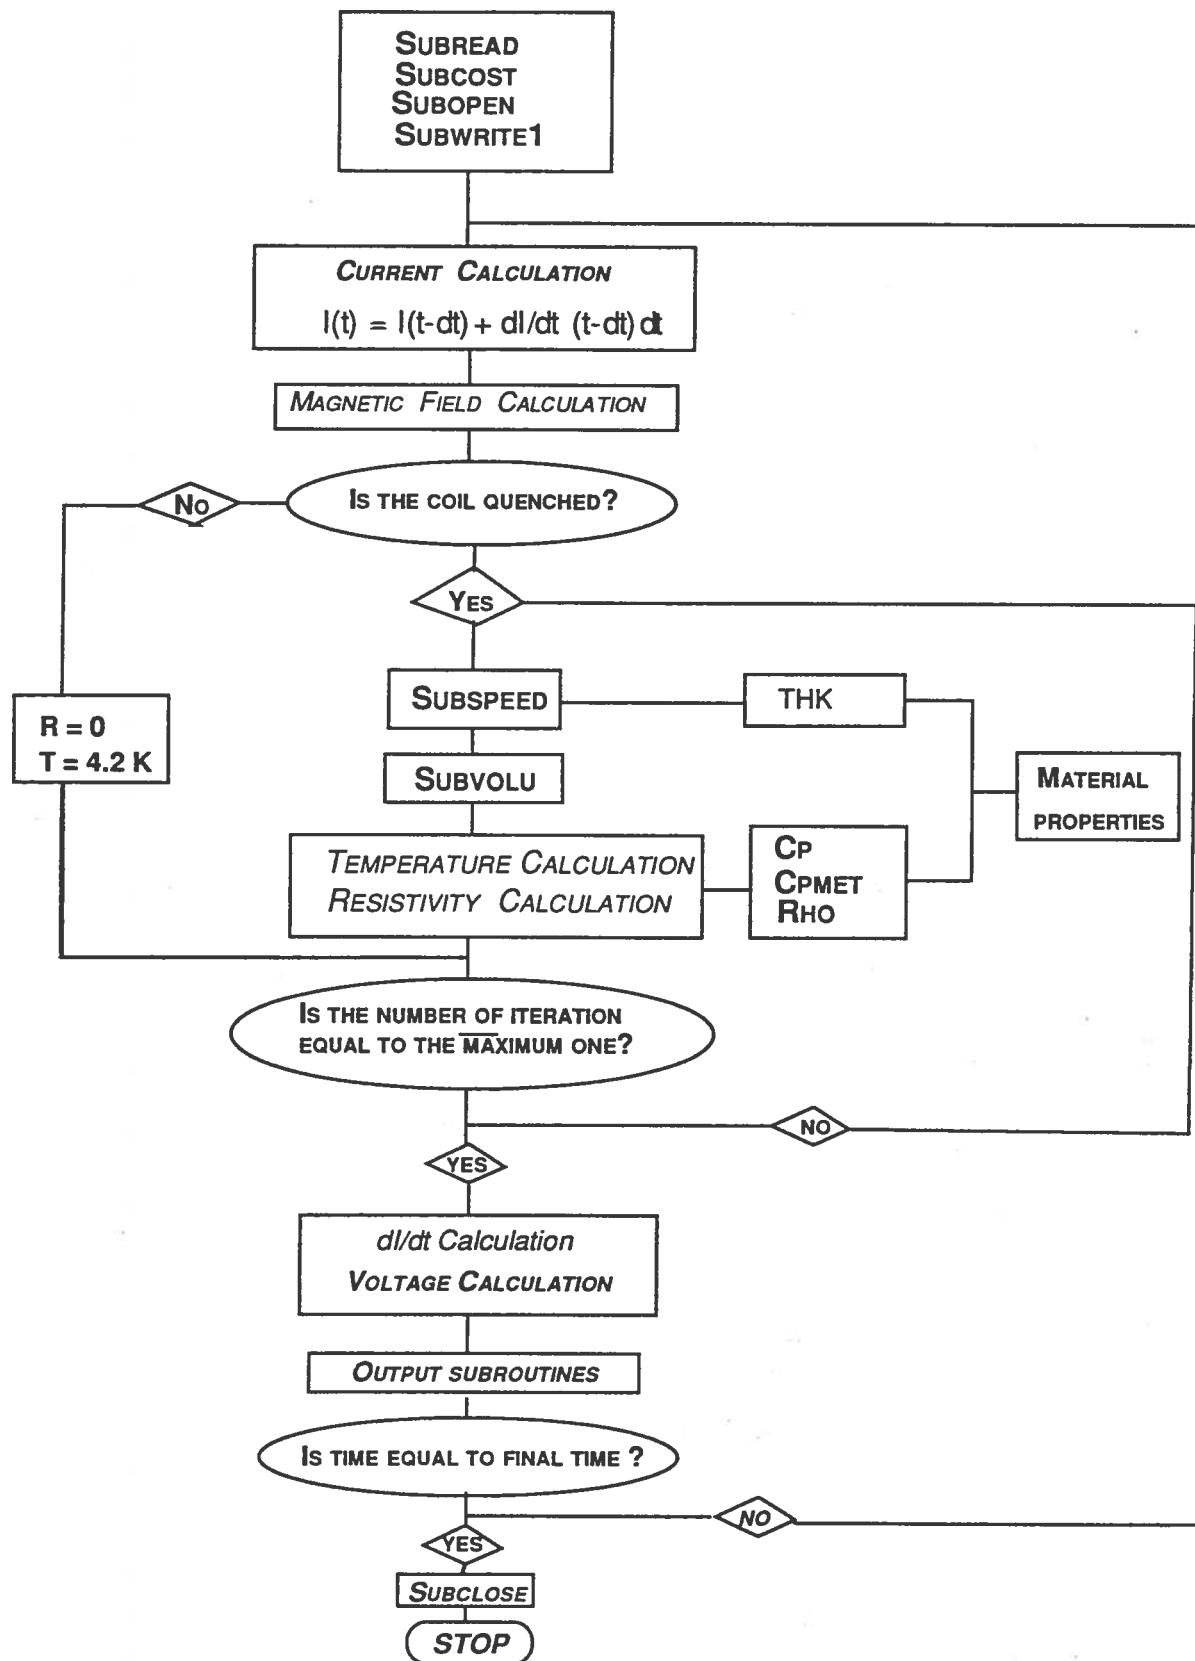 SUBREAD
SUBCOST
SUBOPEN
SUBWRITE1
CURRENT CALCULATION
I(t) = I(t-dt) + dI/dt (t-dt) dt
MAGNETIC FIELD CALCULATION
IS THE COIL QUENCHED?
NO
YES
SUBSPEED
THK
R = 0
T = 4.2 K
SUBVOLU
MATERIAL
PROPERTIES
TEMPERATURE CALCULATION
RESISTIVITY CALCULATION
CP
CPMET
RHO
IS THE NUMBER OF ITERATION
EQUAL TO THE MAXIMUM ONE?
NO
YES
dI/dt Calculation
VOLTAGE CALCULATION
OUTPUT SUBROUTINES
IS TIME EQUAL TO FINAL TIME ?
NO
YES
SUBCLOSE
STOP